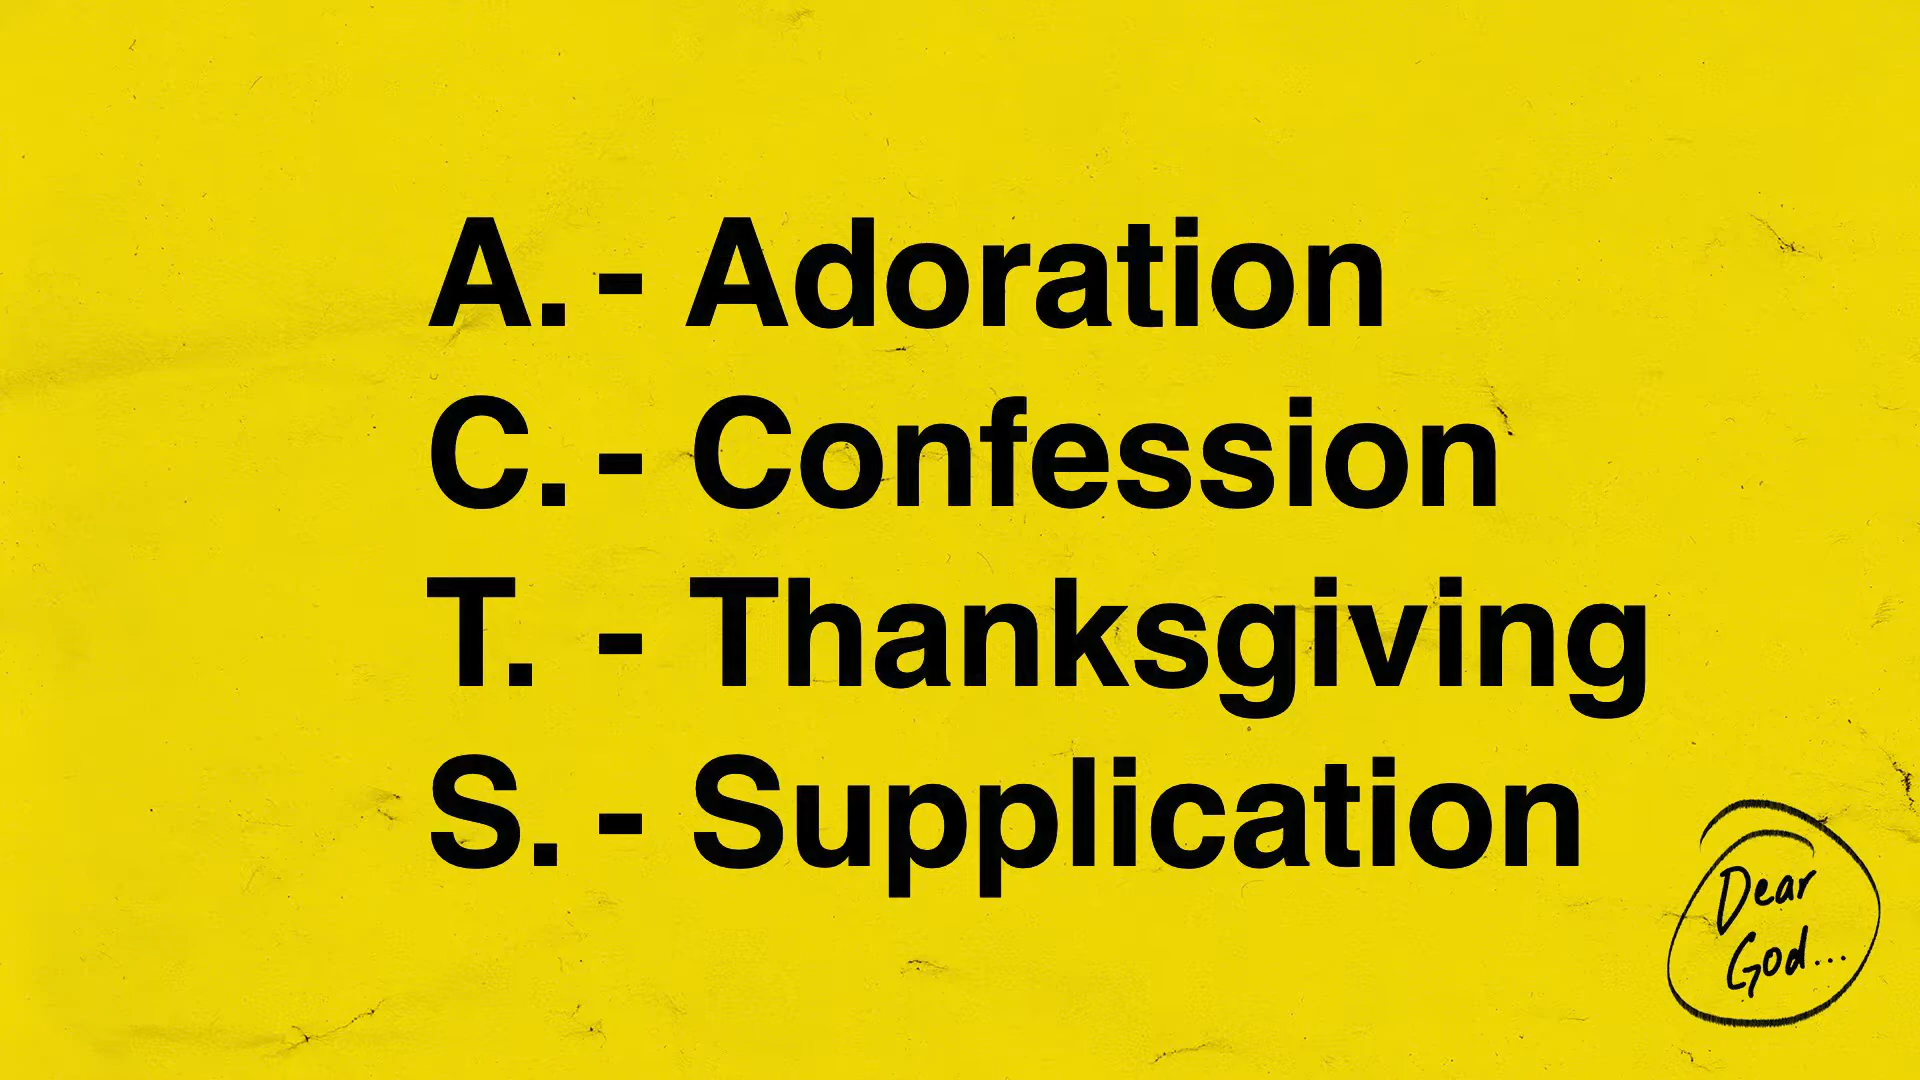 A. - Adoration
C. - Confession
T. - Thanksgiving
S. - Supplication
Dear
God...